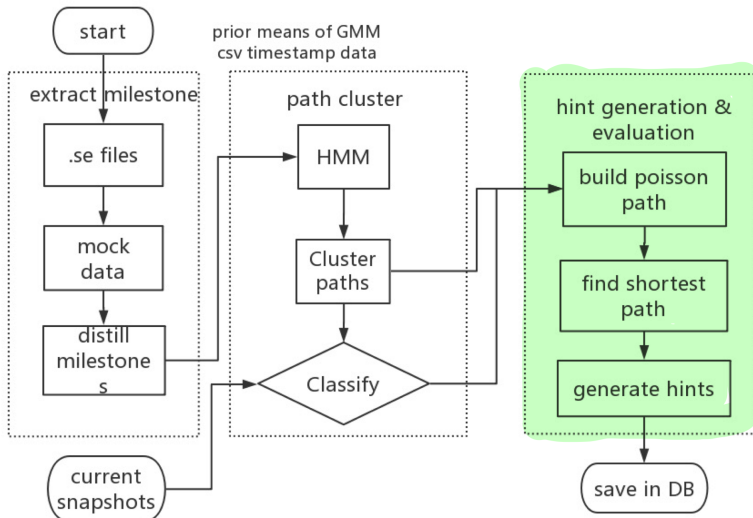 start
prior means of GMM
csv timestamp data
extract milestone
.se files
mock
data
distill
milestone
s
current
snapshots
path cluster
HMM
Cluster
paths
Classify
hint generation &
evaluation
build poisson
path
find shortest
path
generate hints
save in DB